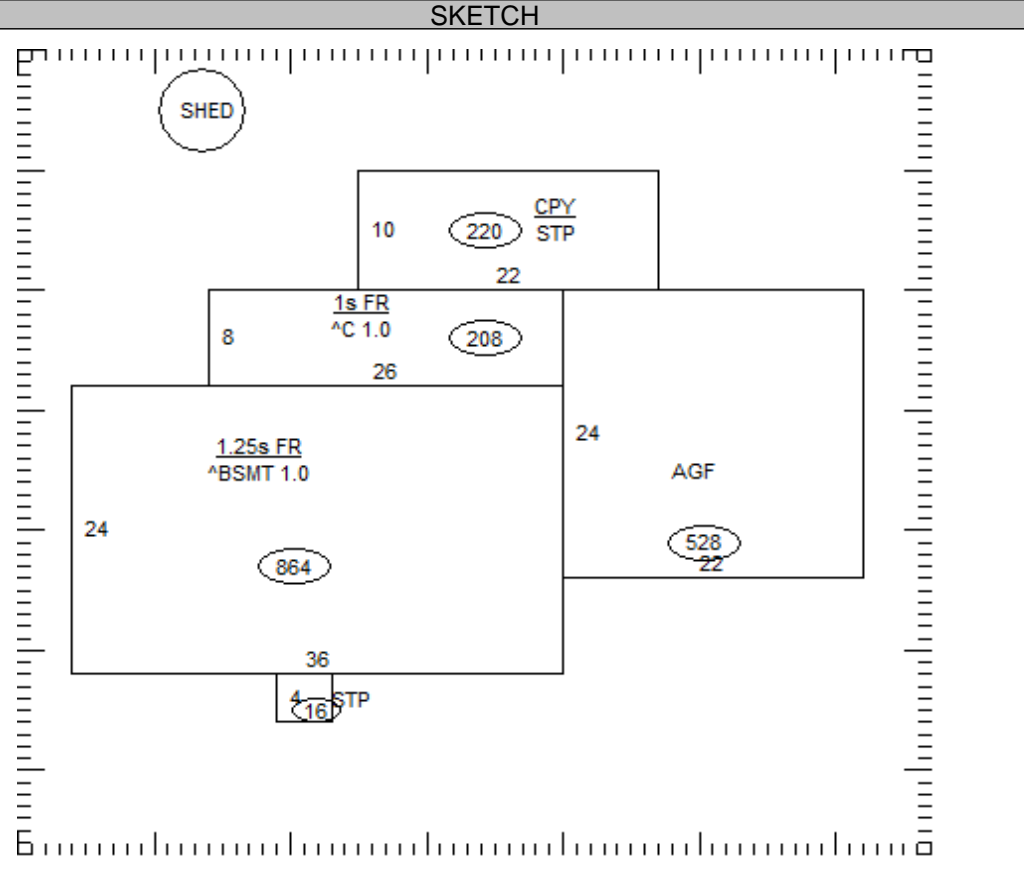 SKETCH
SHED
CPY
10
220
STP
22
1s FR
^C 1.0
8
208
26
1.25s FR
^BSMT 1.0
24
24
AGF
528
22
864
36
4
STP
16